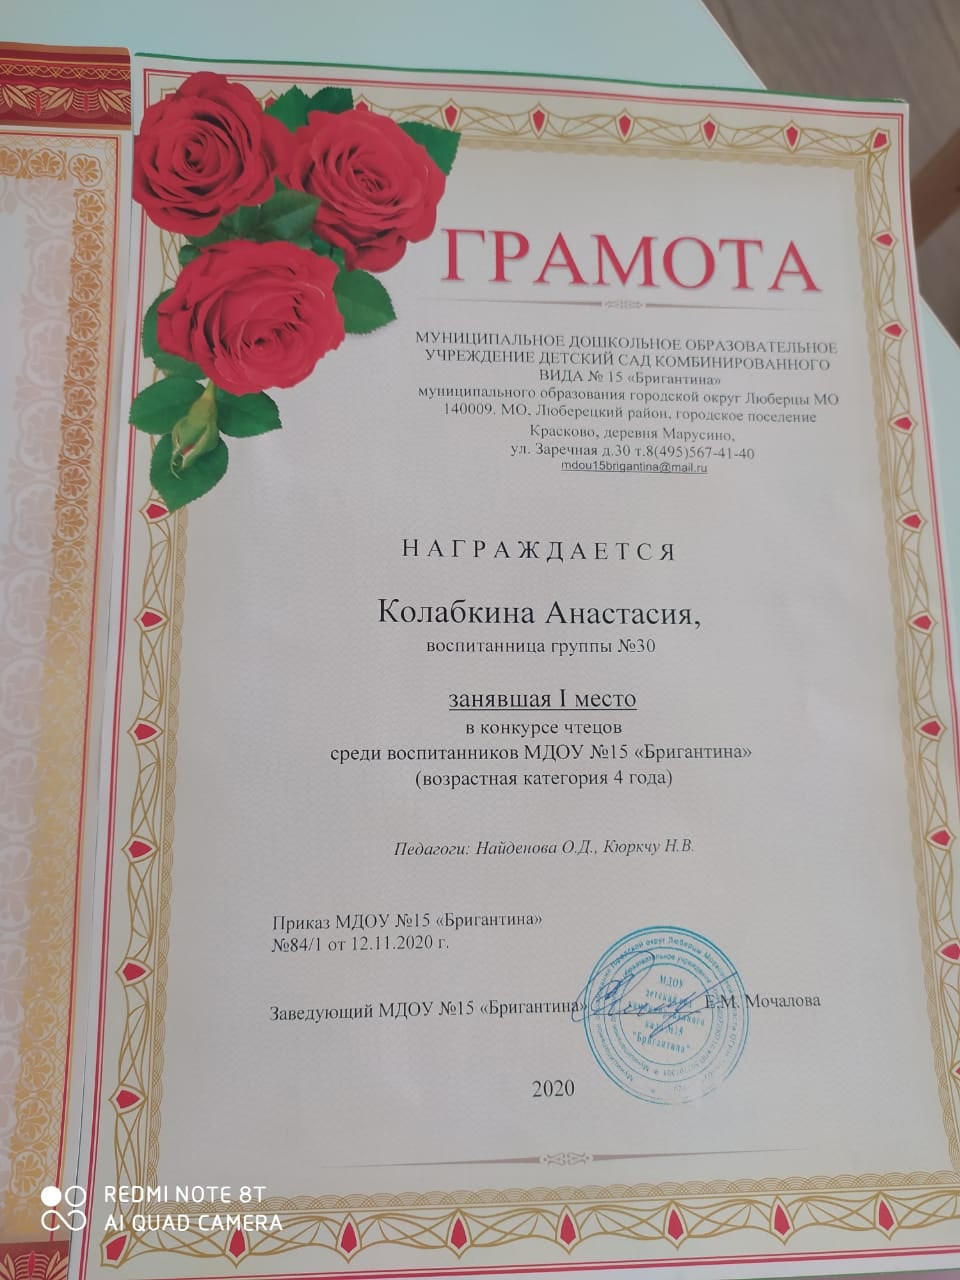 ГРАМОТА
МУНИЦИПАЛЬНОЕ ДОШКОЛЬНОЕ ОБРАЗОВАТЕЛЬНОЕ
УЧРЕЖДЕНИЕ ДЕТСКИЙ САД КОМБИНИРОВАННОГО
ВИДА № 15 «Бригантина»
муниципального образования городской округ Люберцы МО
140009. МО, Люберецкий район, городское поселение
Красково, деревня Марусино,
ул. Заречная д.30 т.8(495)567-41-40
mdou15brigantina@mail.ru
НАГРАЖДАЕТСЯ
Колабкина Анастасия,
воспитанница группы №30
занявшая I место
в конкурсе чтецов
среди воспитанников МДОУ №15 «Бригантина»
(возрастная категория 4 года)
Педагоги: Найденова О.Д., Кюркчу Н.В.
Приказ МДОУ №15 «Бригантина»
№84/1 от 12.11.2020 г.
Заведующий МДОУ №15 «Бригантина» Е.М. Мочалова
МДОУ
детский
"Бригантина"
2020
REDMI NOTE 8T
AI QUAD CAMERA